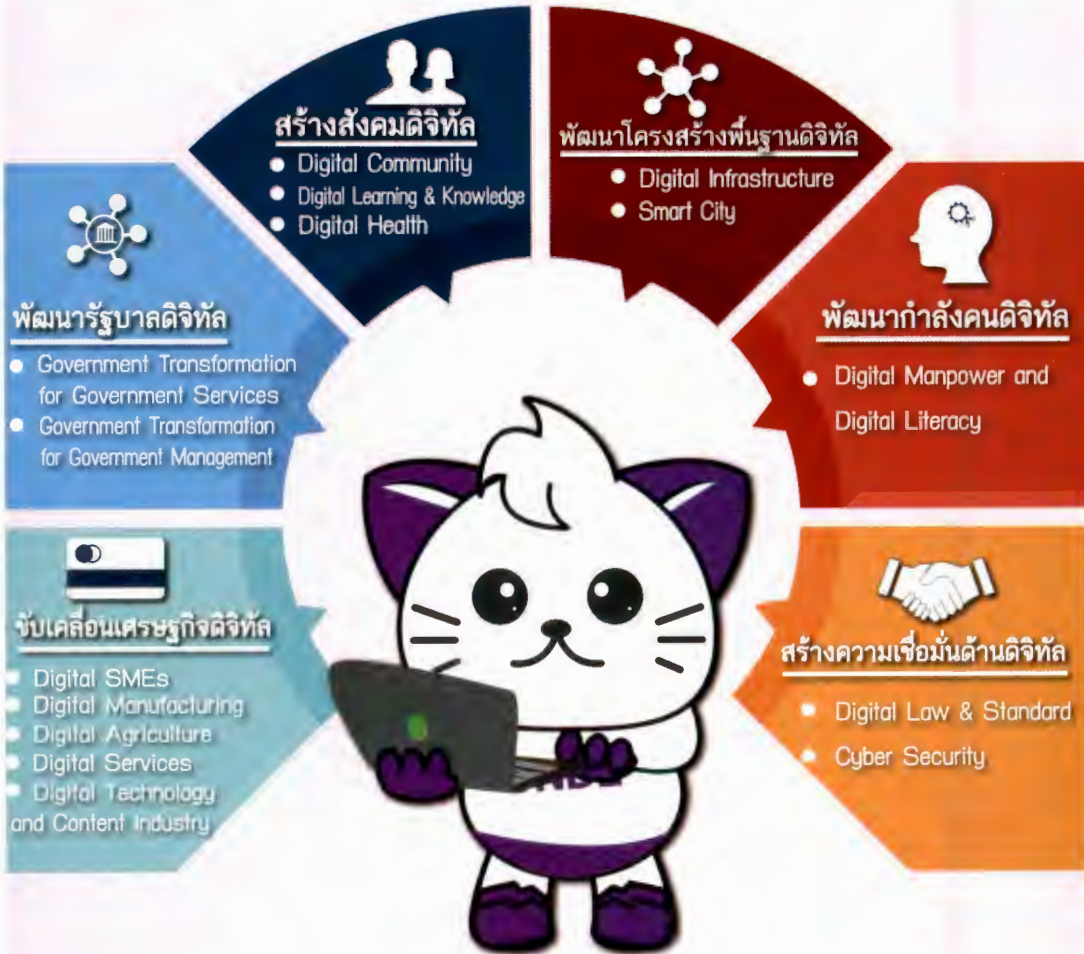 สร้างสังคมดิจิทัล
Digital Community
Digital Learning & Knowledge
Digital Health
พัฒนาโครงสร้างพื้นฐานดิจิทัล
Digital Infrastructure
Smart City
พัฒนารัฐบาลดิจิทัล
Government Transformation
for Government Services
Government Transformation
for Government Management
พัฒนากำลังคนดิจิทัล
Digital Manpower and
Digital Literacy
ขับเคลื่อนเศรษฐกิจดิจิทัล
Digital SMEs
Digital Manufacturing
Digital Agriculture
Digital Services
Digital Technology
and Content Industry
สร้างความเชื่อมั่นด้านดิจิทัล
Digital Law & Standard
Cyber Security